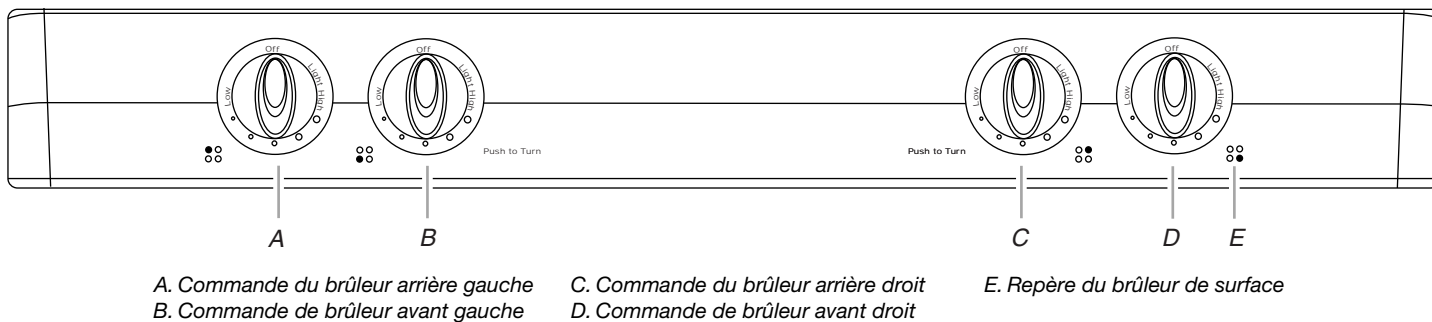 Off
Light
High
Low
Off
Light
High
Low
Push to Turn
Push to Turn
Off
Light
High
Low
Off
Light
High
Low
A
B
C
D
E
A. Commande du brûleur arrière gauche
B. Commande de brûleur avant gauche
C. Commande du brûleur arrière droit
D. Commande de brûleur avant droit
E. Repère du brûleur de surface